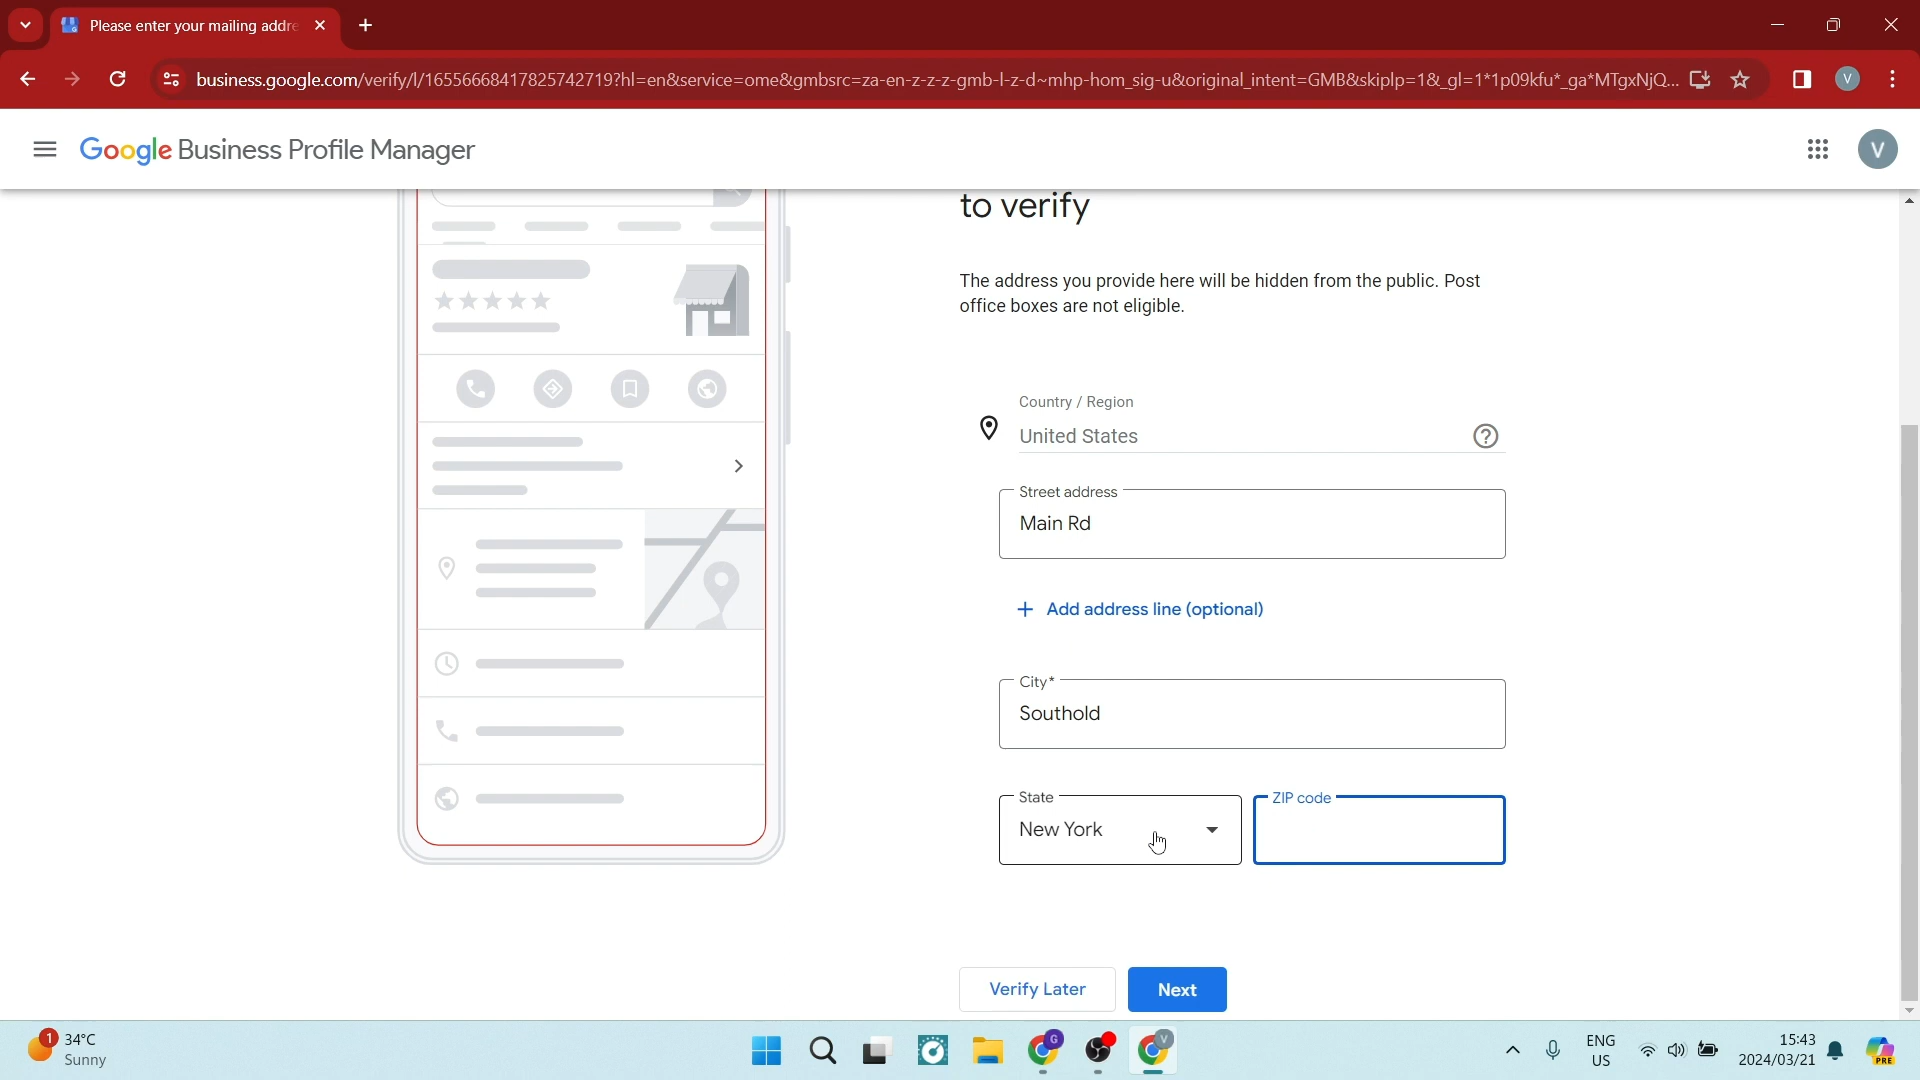 Please enter your mailing addre
business.google.com/verify/l/16556668417825742719?hl=en&service=ome&gmbsrc=za-en-z-z-z-gmb-l-z-d~mhp-hom_sig-u&original_intent=GMB&skiplp=1&_gl=1*1p09kfu*_ga*MTgxNjQ...
V
Google Business Profile Manager
V
to verify
The address you provide here will be hidden from the public. Post
office boxes are not eligible.
Country / Region
United States
Street address
Main Rd
+ Add address line (optional)
City*
Southold
State
New York
ZIP code
Verify Later
Next
1
34°C
Sunny
G
V
ENG
US
15:43
2024/03/21
PRE